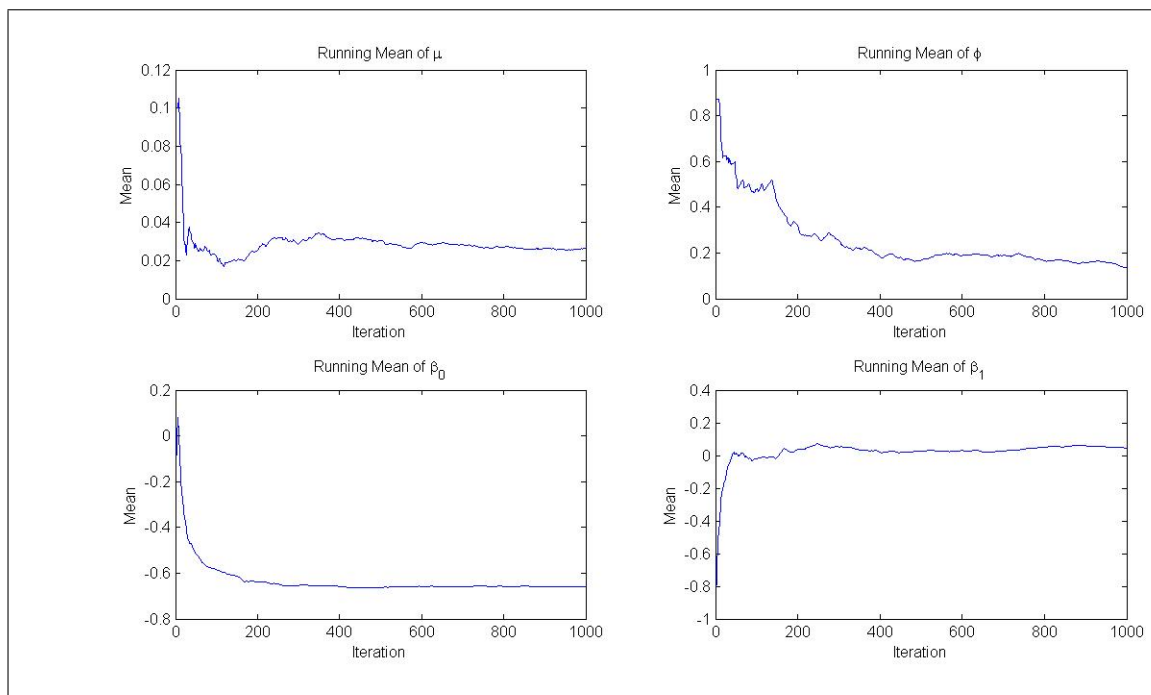 Running Mean of μ
Mean
0.12
0.1
0.08
0.06
0.04
0.02
0
0 200 400 600 800 1000
Iteration
Running Mean of ϕ
Mean
1
0.8
0.6
0.4
0.2
0
0 200 400 600 800 1000
Iteration
Running Mean of β₀
Mean
0.2
0
-0.2
-0.4
-0.6
-0.8
0 200 400 600 800 1000
Iteration
Running Mean of β₁
Mean
0.4
0.2
0
-0.2
-0.4
-0.6
-0.8
-1
0 200 400 600 800 1000
Iteration